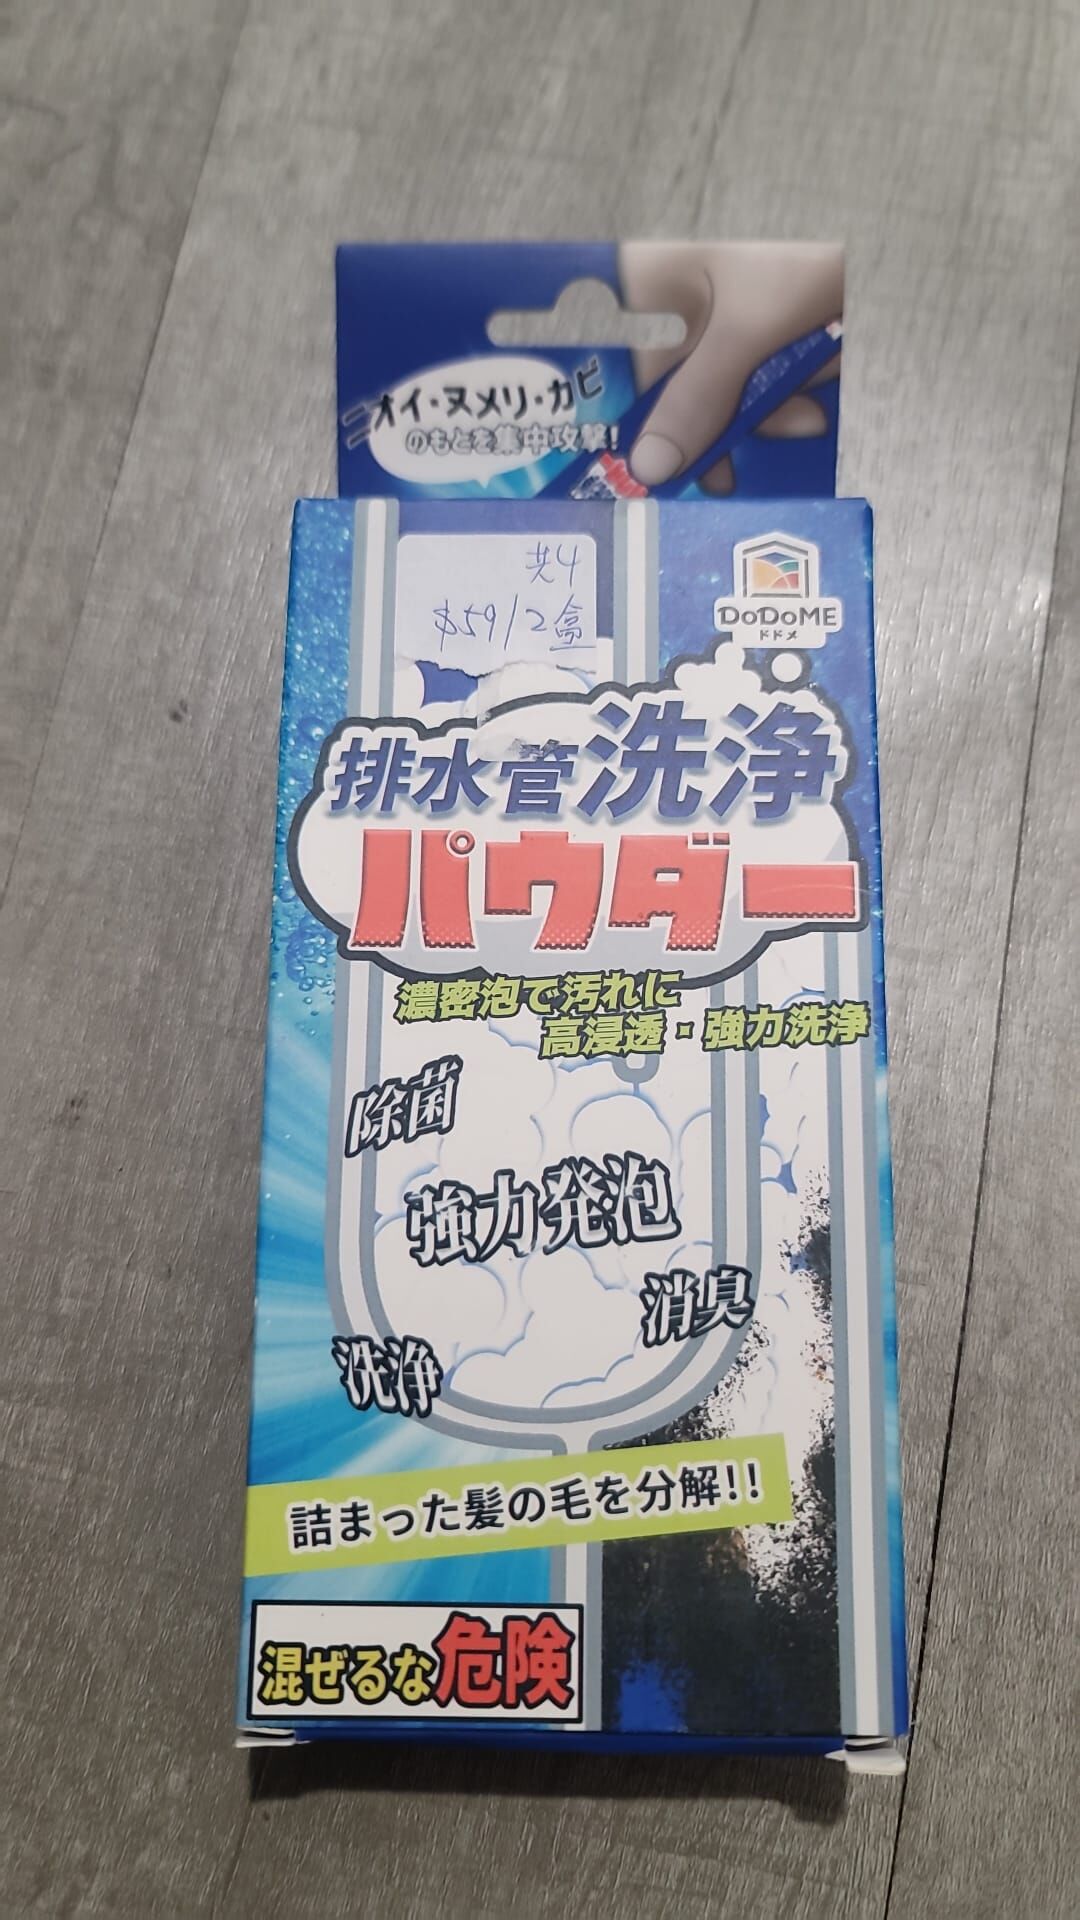 ニオイ・ヌメリ・カビ
のもとを集中攻撃!
共4
$59/2盒
DoDoME
ドドメ
排水管洗浄
パウダー
濃密泡で汚れに
高浸透・強力洗浄
除菌
強力発泡
消臭
洗浄
詰まった髪の毛を分解!!
混ぜるな危険